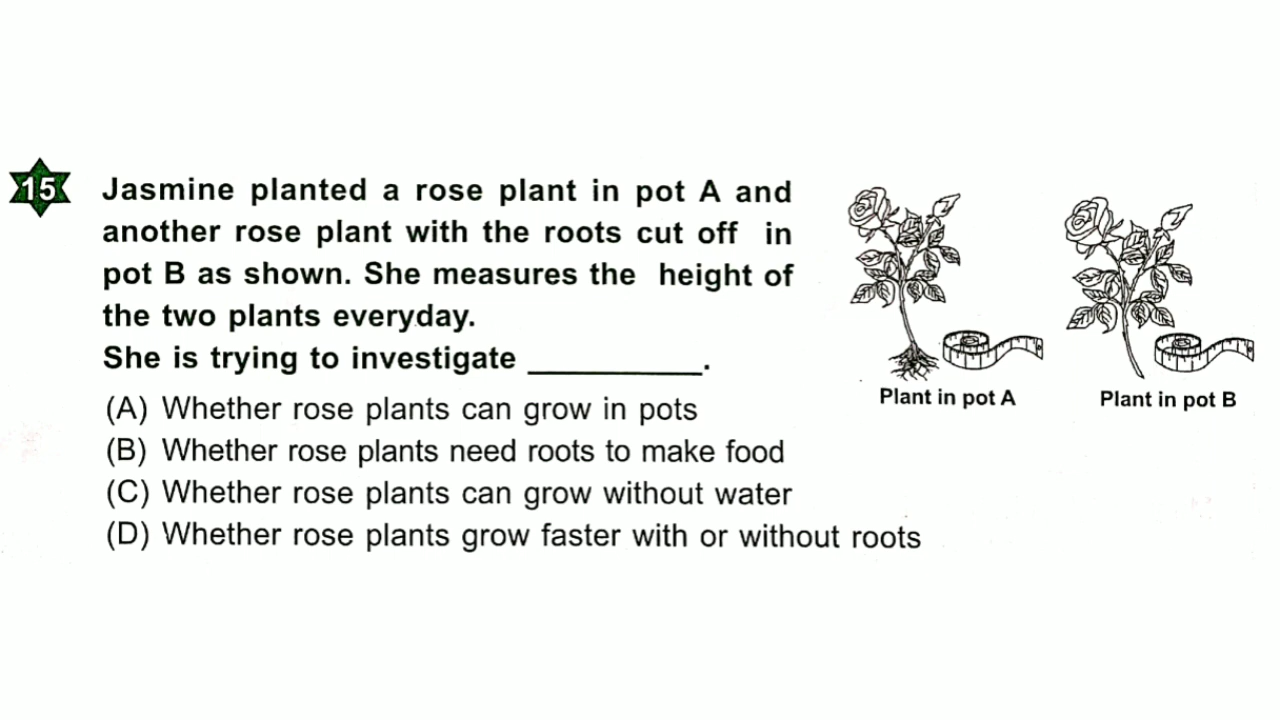 15 Jasmine planted a rose plant in pot A and
another rose plant with the roots cut off in
pot B as shown. She measures the height of
the two plants everyday.
She is trying to investigate ___________.
(A) Whether rose plants can grow in pots
(B) Whether rose plants need roots to make food
(C) Whether rose plants can grow without water
(D) Whether rose plants grow faster with or without roots
Plant in pot A
Plant in pot B